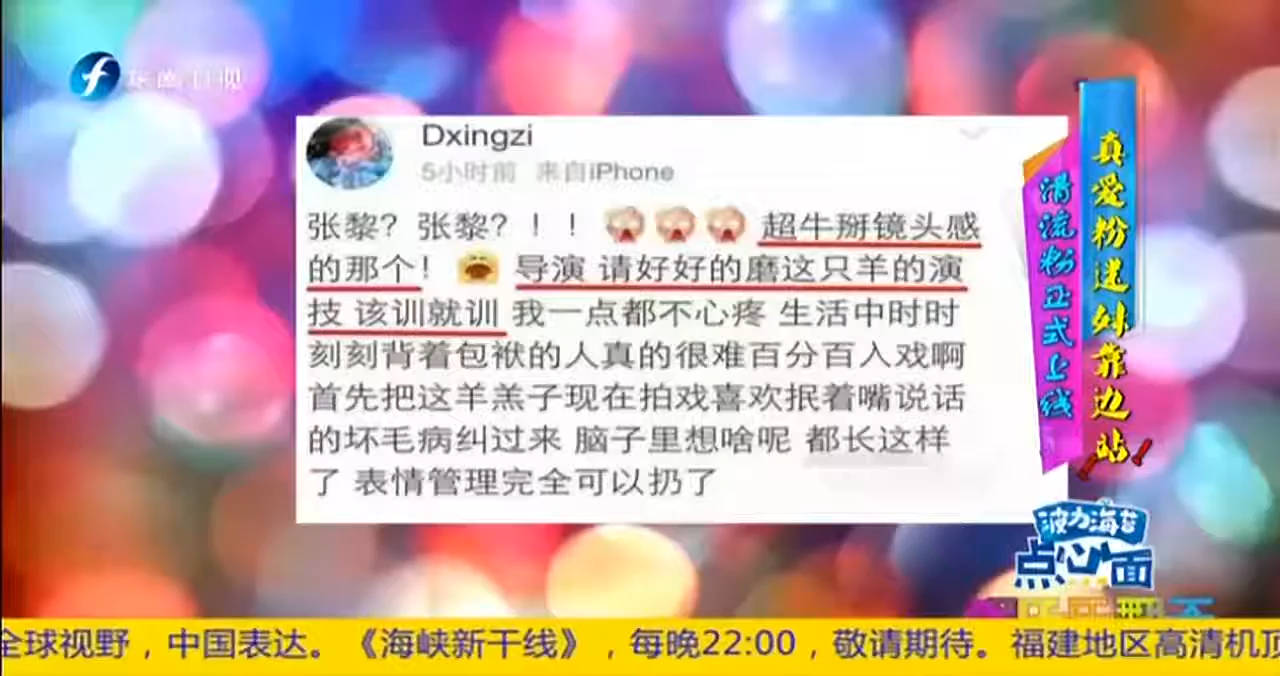 东南卫视
Dxingzi
5小时前 来自iPhone
张黎？张黎？！！ 超牛掰镜头感
的那个！ 导演 请好好的磨这只羊的演
技 该训就训 我一点都不心疼 生活中时时
刻刻背着包袱的人真的很难百分百入戏啊
首先把这羊羔子现在拍戏喜欢抿着嘴说话
的坏毛病纠过来 脑子里想啥呢 都长这样
了 表情管理完全可以扔了
真爱粉迷妹靠边站！
滑流粉正式上线
波力海苔
点心面
全球视野，中国表达。《海峡新干线》，每晚22:00，敬请期待。福建地区高清机顶